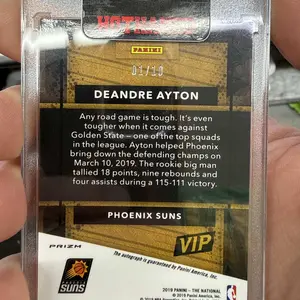 PANINI
DEANDRE AYTON
Any road game is tough. It's even
tougher when it comes against
Golden State – one of the top squads
in the league. Ayton helped Phoenix
bring down the defending champs on
March 10, 2019. The rookie big man
tallied 18 points, nine rebounds and
four assists during a 115-111 victory.
PHOENIX SUNS
VIP
The autograph is guaranteed by Panini America, Inc.
PRIZM
PHOENIX
SUNS
2019 PANINI – THE NATIONAL
© 2019 Panini America, Inc.